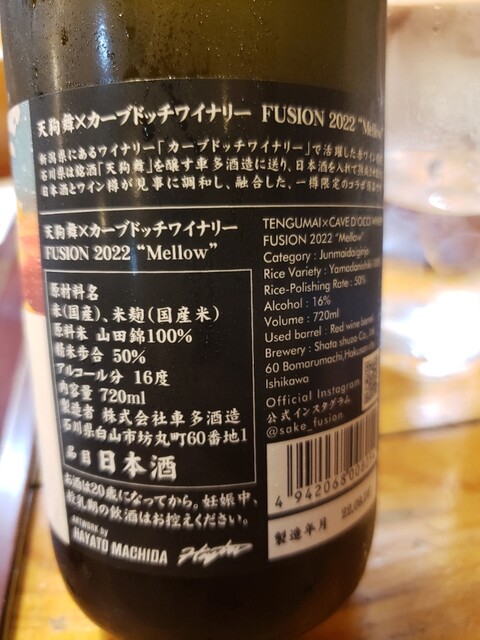 天狗舞×カーブドッチワイナリー FUSION 2022 "Mellow"
新潟県にあるワイナリー「カーブドッチワイナリー」で活躍した赤ワインの
石川県は銘酒「天狗舞」を醸す車多酒造に送り、日本酒を入れて
日本酒とワイン樽が見事に調和し、融合した、一樽限定のコラボ
天狗舞×カーブドッチワイナリー
FUSION 2022 "Mellow"
原材料名
米(国産)、米麹(国産米)
原料米 山田錦100%
精米歩合 50%
アルコール分 16度
内容量 720ml
製造者 株式会社車多酒造
石川県白山市坊丸町60番地1
品目 日本酒
お酒は20歳になってから。妊娠中、
授乳期の飲酒はお控えください。
ARTWORK by
HAYATO MACHIDA
TENGUMAI×CAVE D'OCCI WINERY
FUSION 2022 "Mellow"
Category : Junmaidaiginjo
Rice Variety : Yamadanishiki 100%
Rice-Polishing Rate : 50%
Alcohol : 16%
Volume : 720ml
Used barrel : Red wine barrel
Brewery : Shata shuzo Co., Ltd.
60 Bomarumachi, Hakusan
Ishikawa
Official Instagram
公式インスタグラム
@sake_fusion
4 942068
製造年月